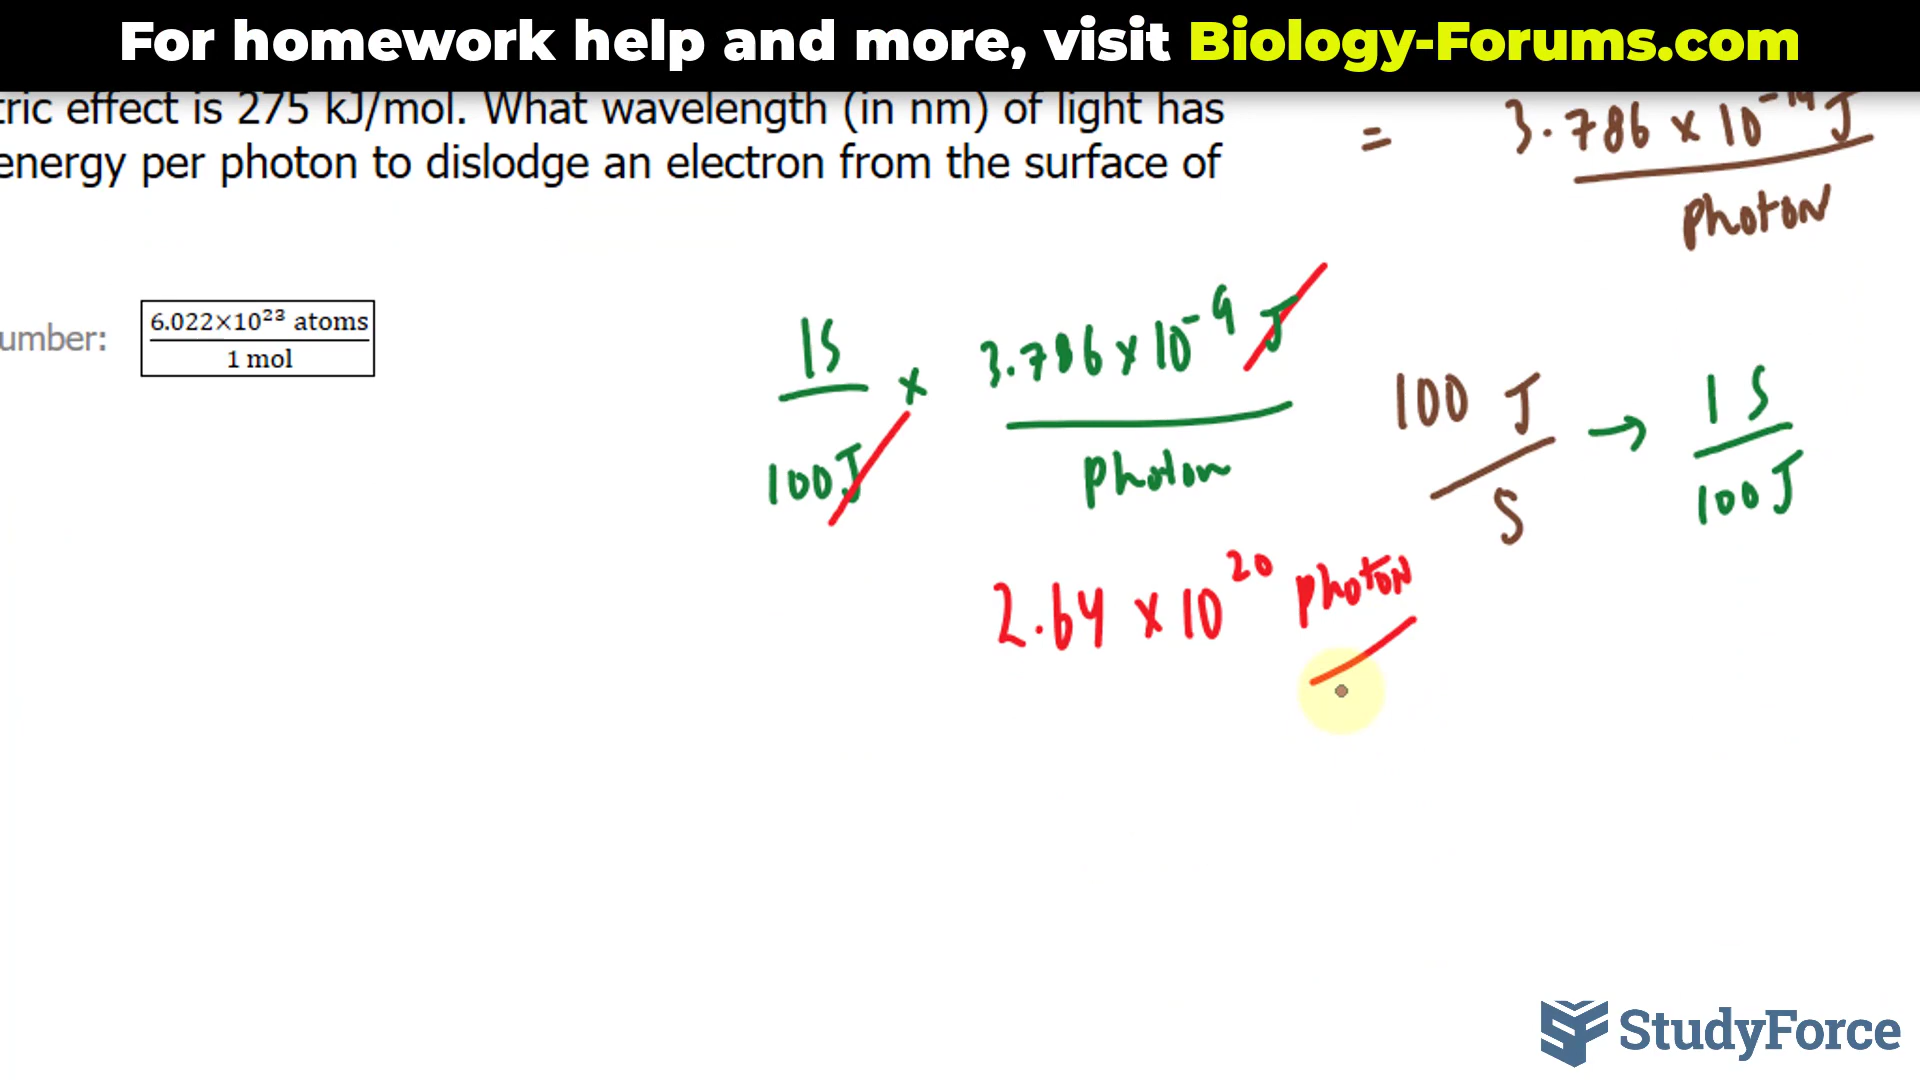 For homework help and more, visit Biology-Forums.com
tric effect is 275 kJ/mol. What wavelength (in nm) of light has
energy per photon to dislodge an electron from the surface of
= 3.786 x 10⁻¹⁹ J
photon
umber: 6.022×10²³ atoms
1 mol
1S x 3.786 x 10⁻⁹ J
100J photon
100 J → 1 S
S 100J
2.64 x 10²⁰ photon
StudyForce